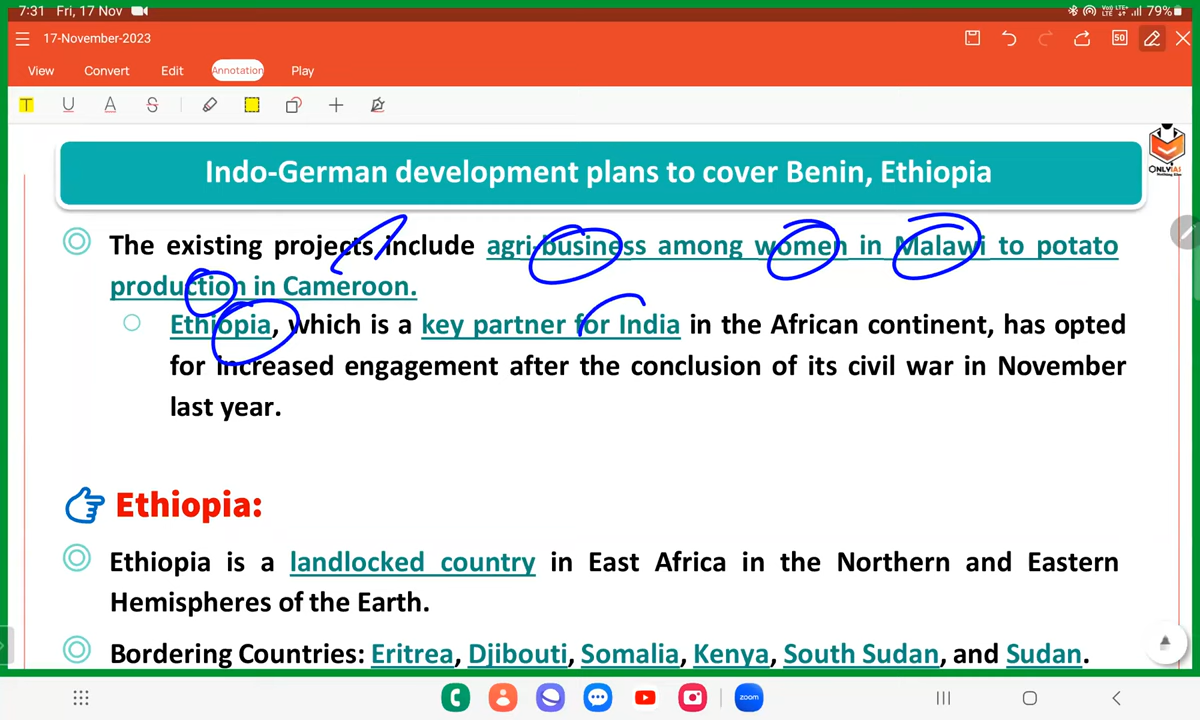 7:31 Fri, 17 Nov 79%
17-November-2023 50
View Convert Edit Annotation Play
T U A S
Indo-German development plans to cover Benin, Ethiopia
ONLYIAS
The existing projects include agri-business among women in Malawi to potato
production in Cameroon.
Ethiopia, which is a key partner for India in the African continent, has opted
for increased engagement after the conclusion of its civil war in November
last year.
Ethiopia:
Ethiopia is a landlocked country in East Africa in the Northern and Eastern
Hemispheres of the Earth.
Bordering Countries: Eritrea, Djibouti, Somalia, Kenya, South Sudan, and Sudan.
zoom